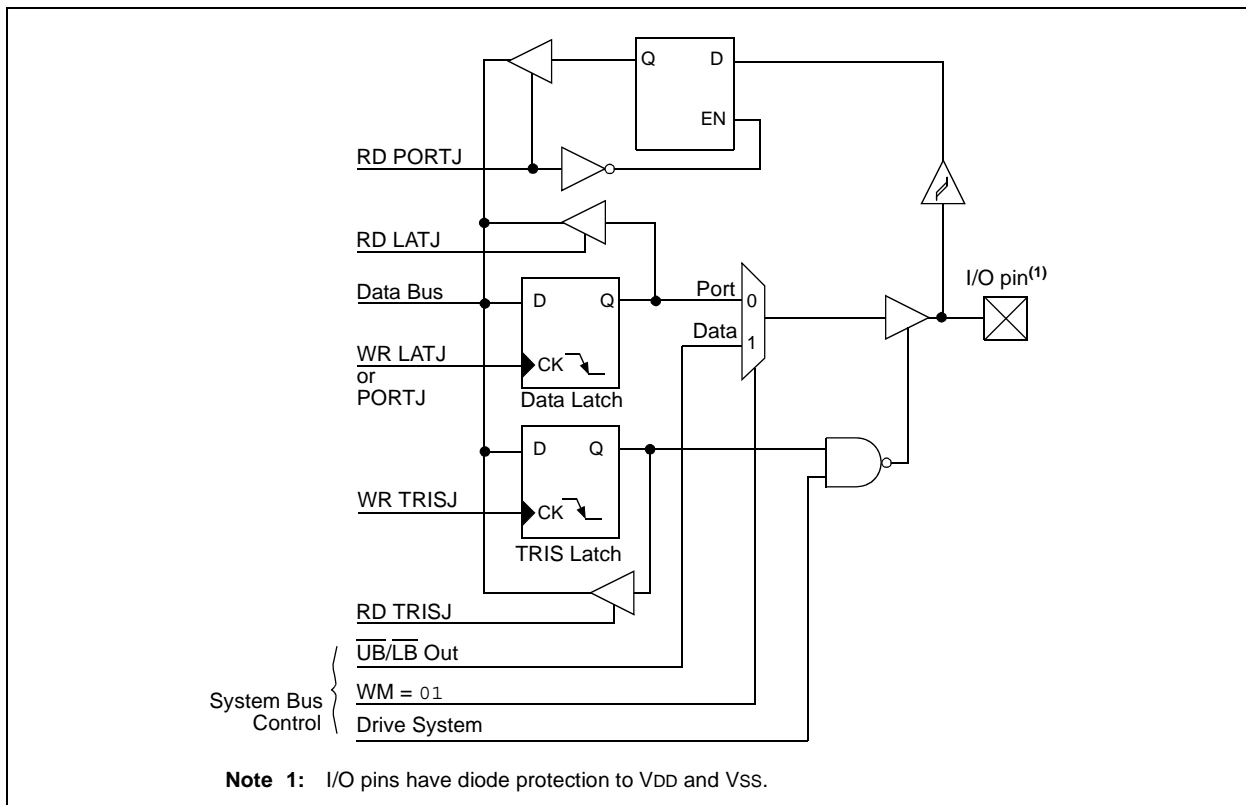 Q D
EN
RD PORTJ
RD LATJ
I/O pin(1)
Data Bus
D Q
Port
0
WR LATJ
or
PORTJ
CK
Data
1
Data Latch
D Q
WR TRISJ
CK
TRIS Latch
RD TRISJ
U̅B̅/L̅B̅ Out
System Bus
Control
WM = 01
Drive System
Note 1: I/O pins have diode protection to VDD and VSS.